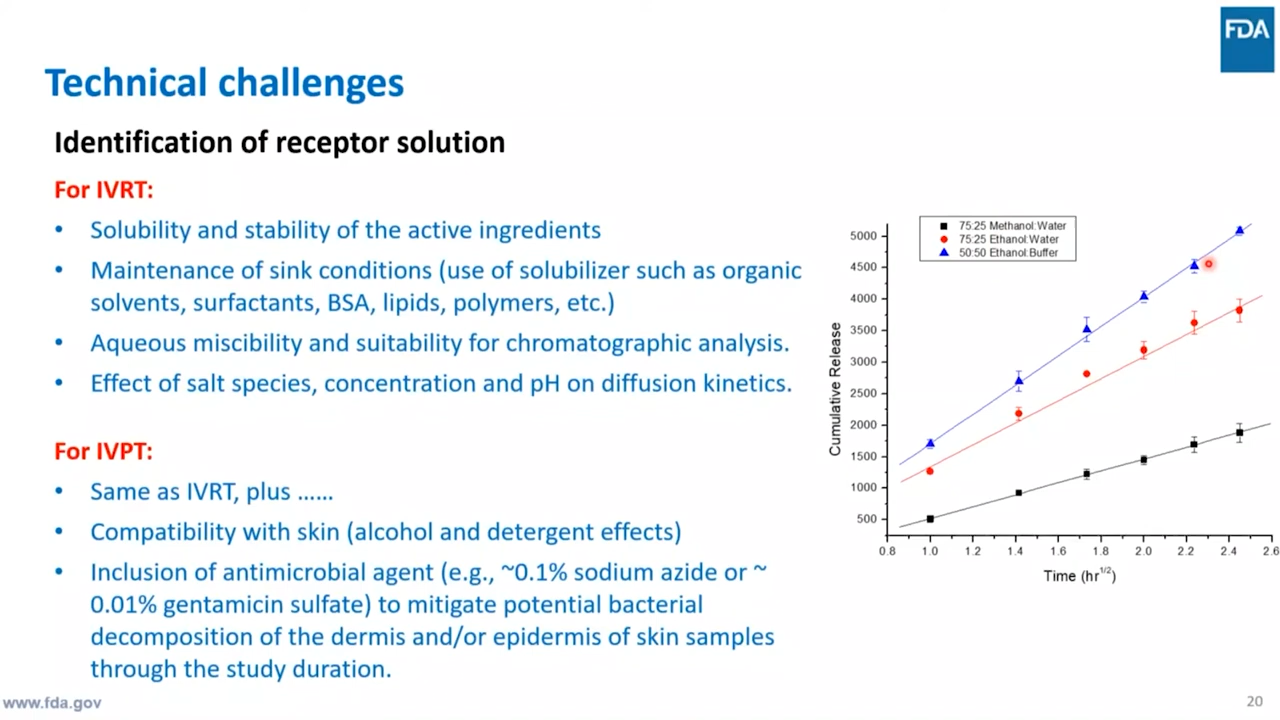 FDA
Technical challenges
Identification of receptor solution
For IVRT:
• Solubility and stability of the active ingredients
• Maintenance of sink conditions (use of solubilizer such as organic
solvents, surfactants, BSA, lipids, polymers, etc.)
• Aqueous miscibility and suitability for chromatographic analysis.
• Effect of salt species, concentration and pH on diffusion kinetics.
For IVPT:
• Same as IVRT, plus ......
• Compatibility with skin (alcohol and detergent effects)
• Inclusion of antimicrobial agent (e.g., ~0.1% sodium azide or ~
0.01% gentamicin sulfate) to mitigate potential bacterial
decomposition of the dermis and/or epidermis of skin samples
through the study duration.
75:25 Methanol:Water
75:25 Ethanol:Water
50:50 Ethanol:Buffer
5000
4500
4000
3500
3000
2500
2000
1500
1000
500
Cumulative Release
0.8 1.0 1.2 1.4 1.6 1.8 2.0 2.2 2.4 2.6
Time (hr1/2)
www.fda.gov
20